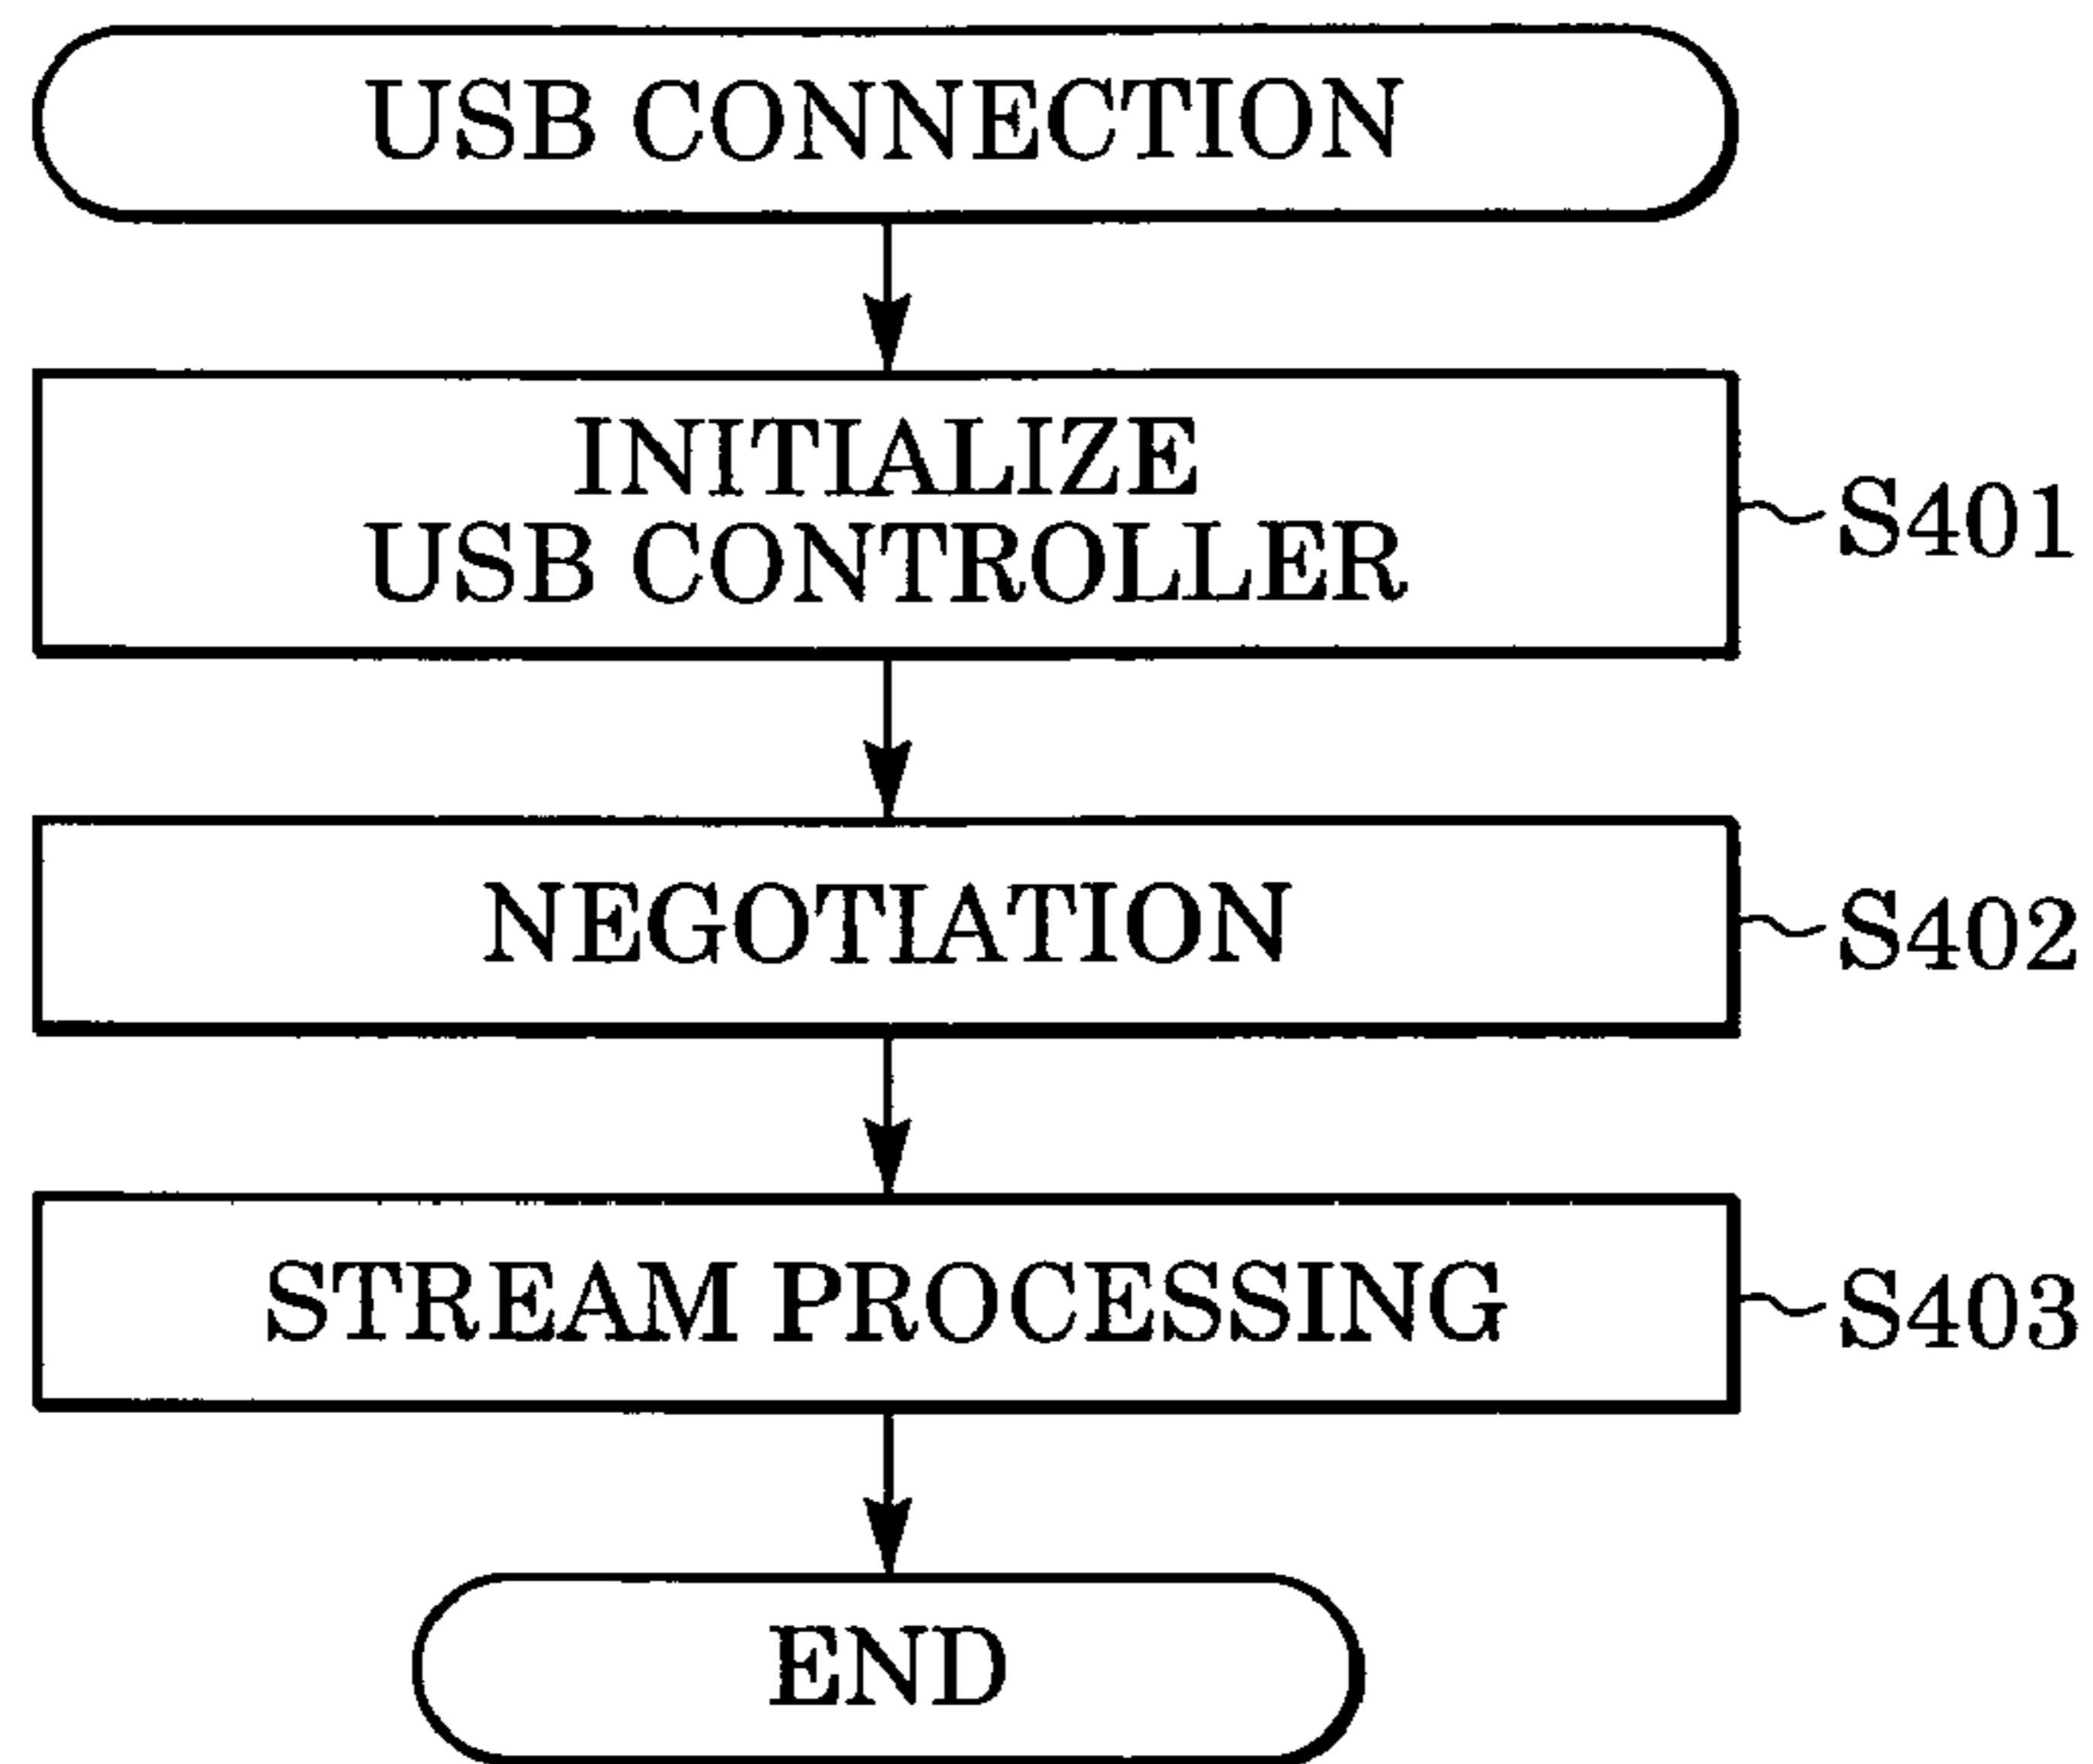 USB CONNECTION
INITIALIZE
USB CONTROLLER
S401
NEGOTIATION
S402
STREAM PROCESSING
S403
END